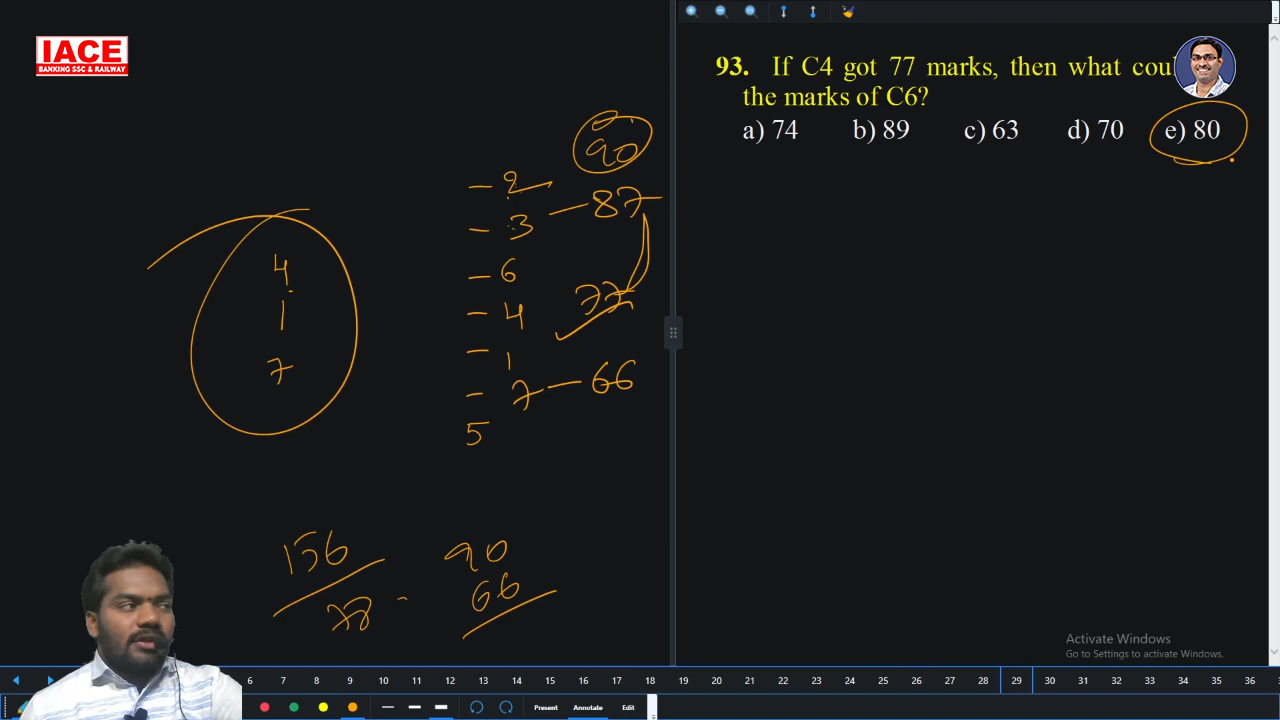 IACE
BANKING SSC & RAILWAY
93. If C4 got 77 marks, then what coul
the marks of C6?
a) 74 b) 89 c) 63 d) 70 e) 80
90
2
3 — 87
6
77
4
1
7 — 66
5
4
1
7
156
78
90
66
Activate Windows
Go to Settings to activate Windows.
6 7 8 9 10 11 12 13 14 15 16 17 18 19 20 21 22 23 24 25 26 27 28 29 30 31 32 33 34 35 36
Present Annotate Edit